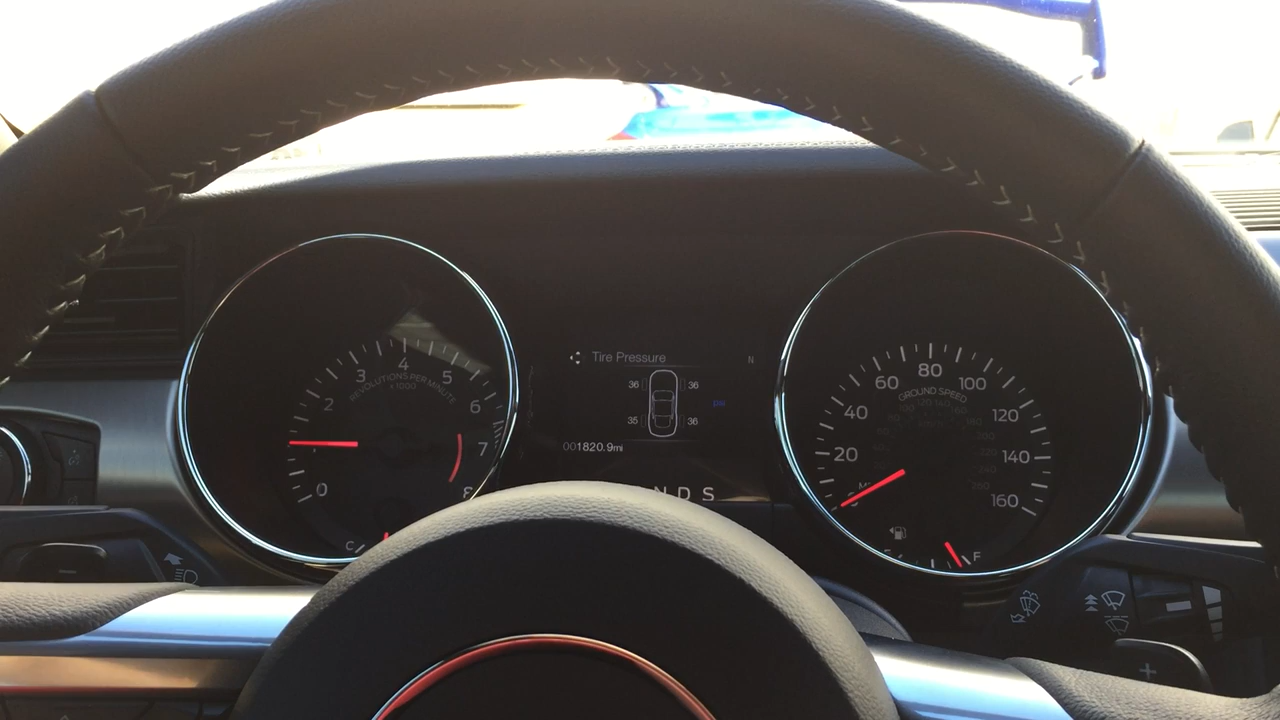 Tire Pressure N
36 36
35 36
001820.9mi
N D S
0 2 3 4 5 6 7 8
REVOLUTIONS PER MINUTE
x1000
C
20 40 60 80 100 120 140 160
GROUND SPEED
F